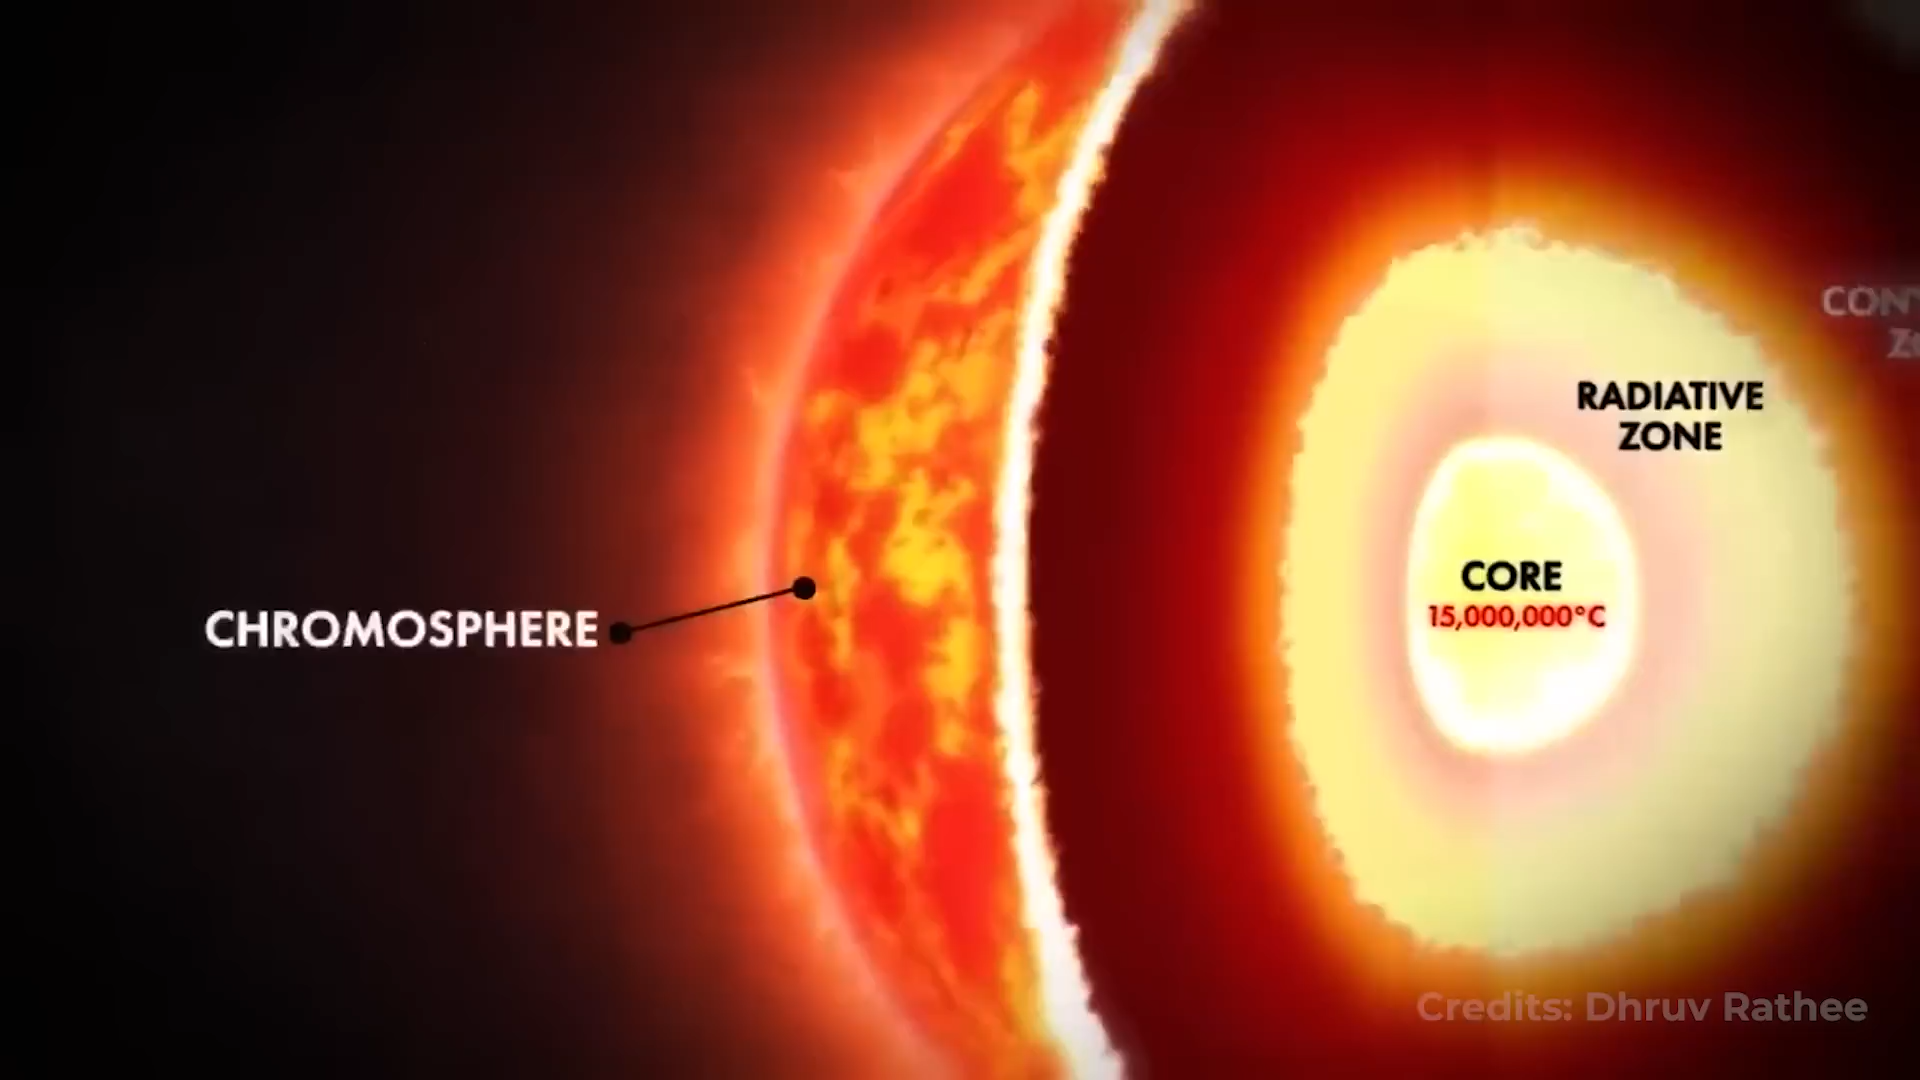 RADIATIVE
ZONE
CORE
15,000,000°C
CHROMOSPHERE
Credits: Dhruv Rathee